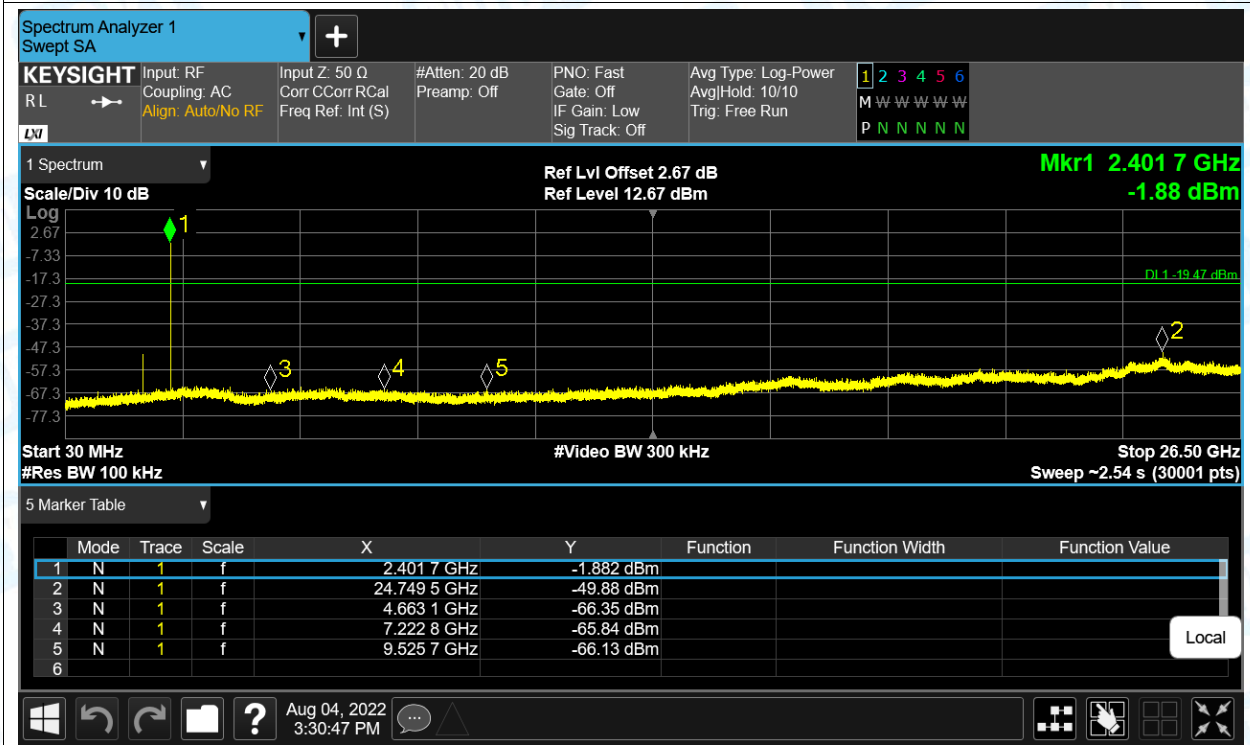 Spectrum Analyzer 1
Swept SA
KEYSIGHT Input: RF Input Z: 50 Ω #Atten: 20 dB PNO: Fast Avg Type: Log-Power 1 2 3 4 5 6
R L Coupling: AC Corr CCorr RCal Preamp: Off Gate: Off Avg|Hold: 10/10 M W W W W W
Align: Auto/No RF Freq Ref: Int (S) IF Gain: Low Trig: Free Run
LXI Sig Track: Off P N N N N N
1 Spectrum Ref Lvl Offset 2.67 dB Mkr1 2.401 7 GHz
Scale/Div 10 dB Ref Level 12.67 dBm -1.88 dBm
Log
1
2.67
-7.33
-17.3 DL1 -19.47 dBm
-27.3
-37.3
2
-47.3
-57.3 3 4 5
-67.3
-77.3
Start 30 MHz #Video BW 300 kHz Stop 26.50 GHz
#Res BW 100 kHz Sweep ~2.54 s (30001 pts)
5 Marker Table
Mode Trace Scale X Y Function Function Width Function Value
1 N 1 f 2.401 7 GHz -1.882 dBm
2 N 1 f 24.749 5 GHz -49.88 dBm
3 N 1 f 4.663 1 GHz -66.35 dBm
4 N 1 f 7.222 8 GHz -65.84 dBm
5 N 1 f 9.525 7 GHz -66.13 dBm
6
Local
? Aug 04, 2022
3:30:47 PM